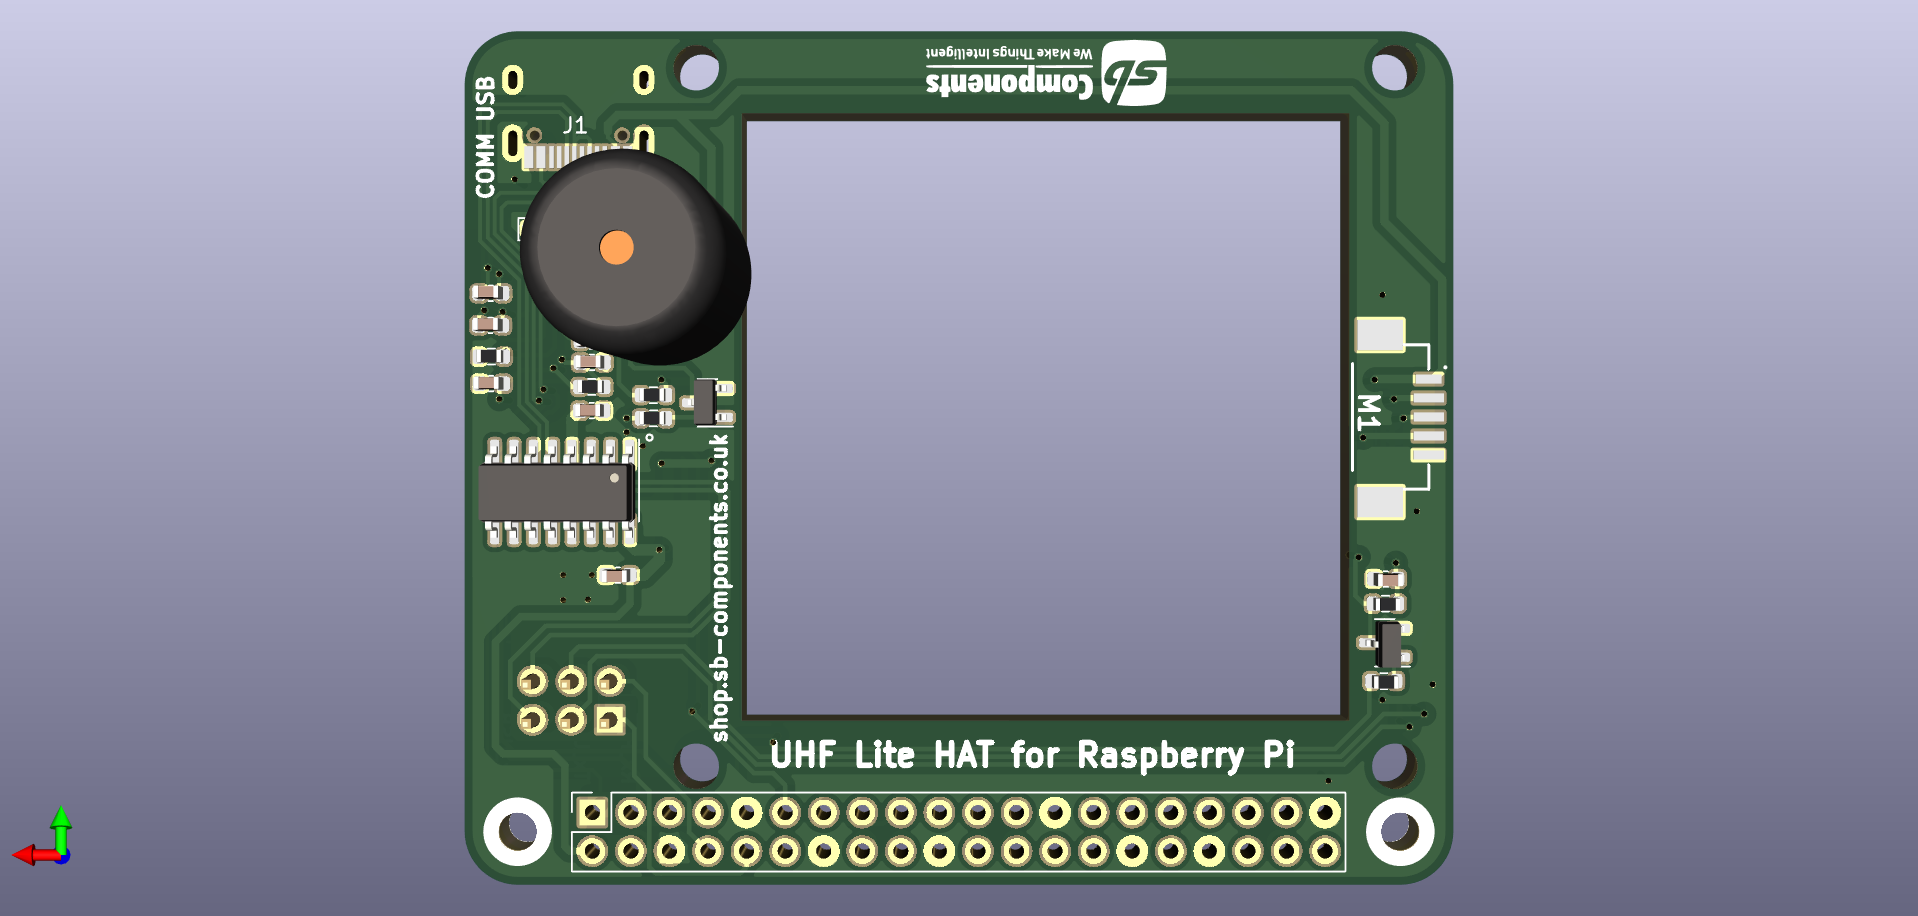 We Make Things Intelligent
Components
sb
COMM USB
J1
M1
shop.sb-components.co.uk
UHF Lite HAT for Raspberry Pi